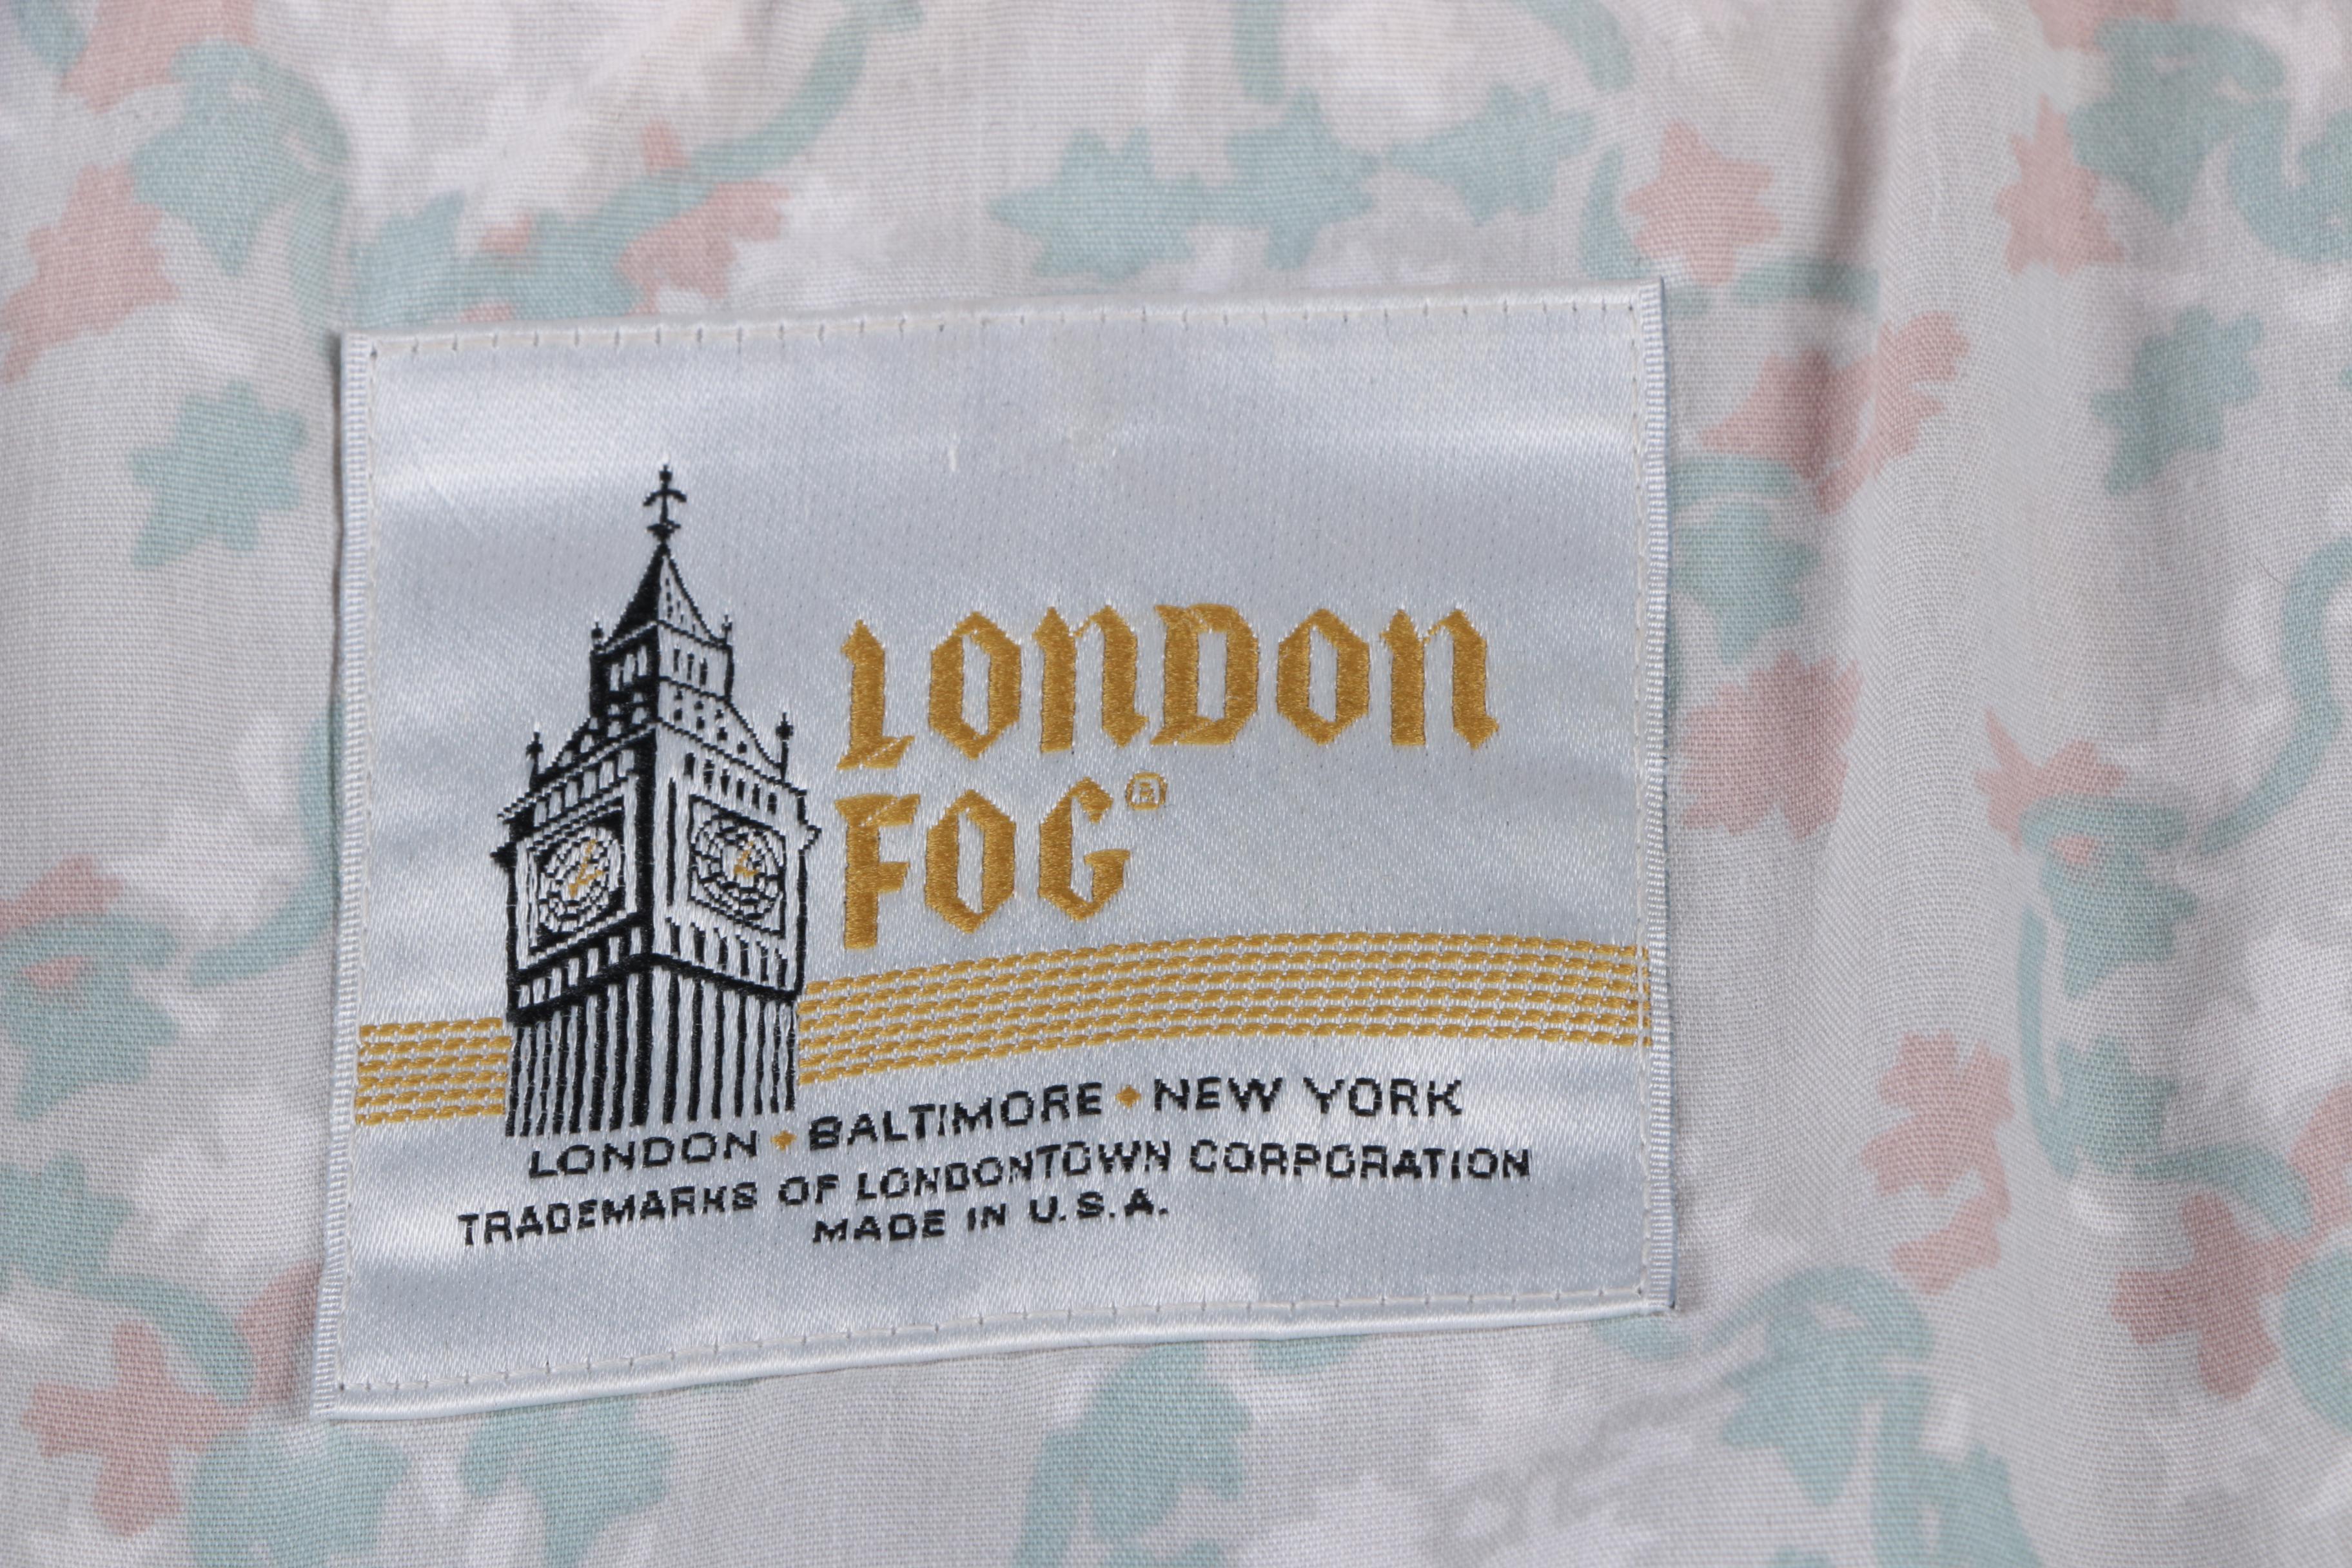 LONDON
FOG®
LONDON ◆ BALTIMORE ◆ NEW YORK
TRADEMARKS OF LONDONTOWN CORPORATION
MADE IN U.S.A.